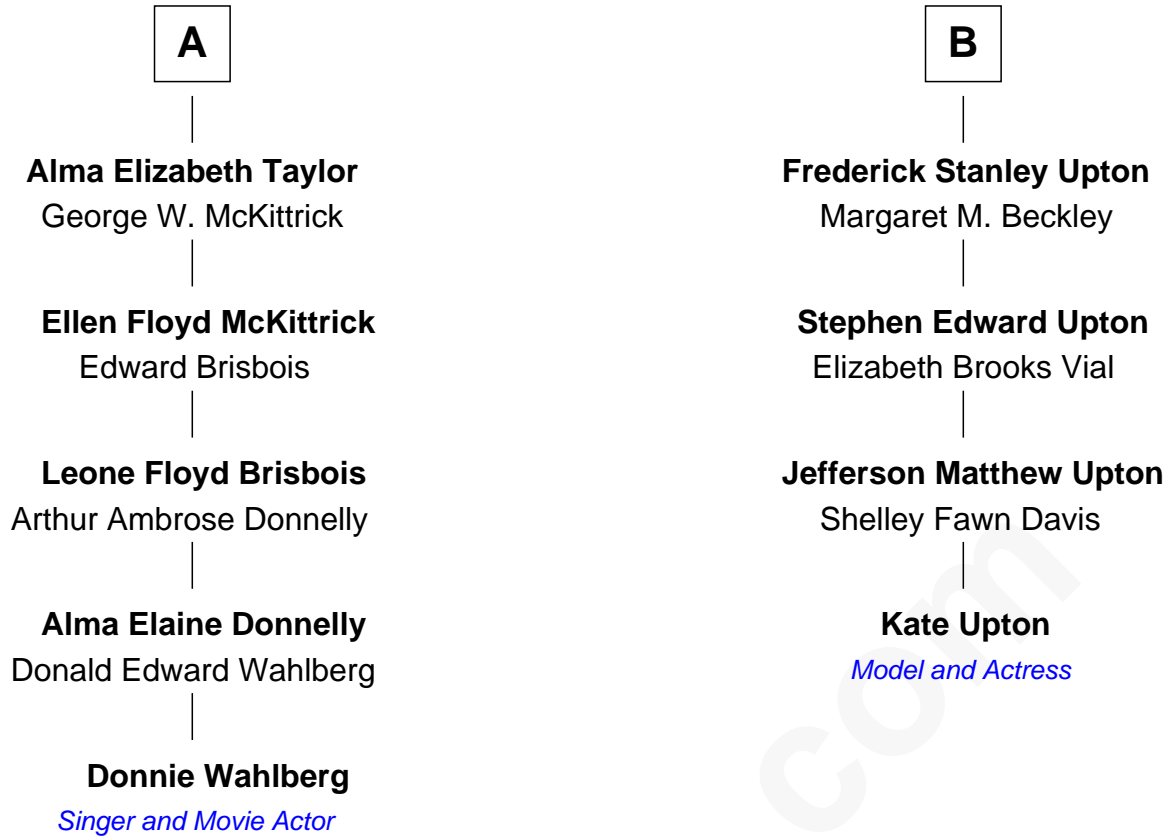 A
Alma Elizabeth Taylor
George W. McKittrick
Ellen Floyd McKittrick
Edward Brisbois
Leone Floyd Brisbois
Arthur Ambrose Donnelly
Alma Elaine Donnelly
Donald Edward Wahlberg
Donnie Wahlberg
Singer and Movie Actor
B
Frederick Stanley Upton
Margaret M. Beckley
Stephen Edward Upton
Elizabeth Brooks Vial
Jefferson Matthew Upton
Shelley Fawn Davis
Kate Upton
Model and Actress
com